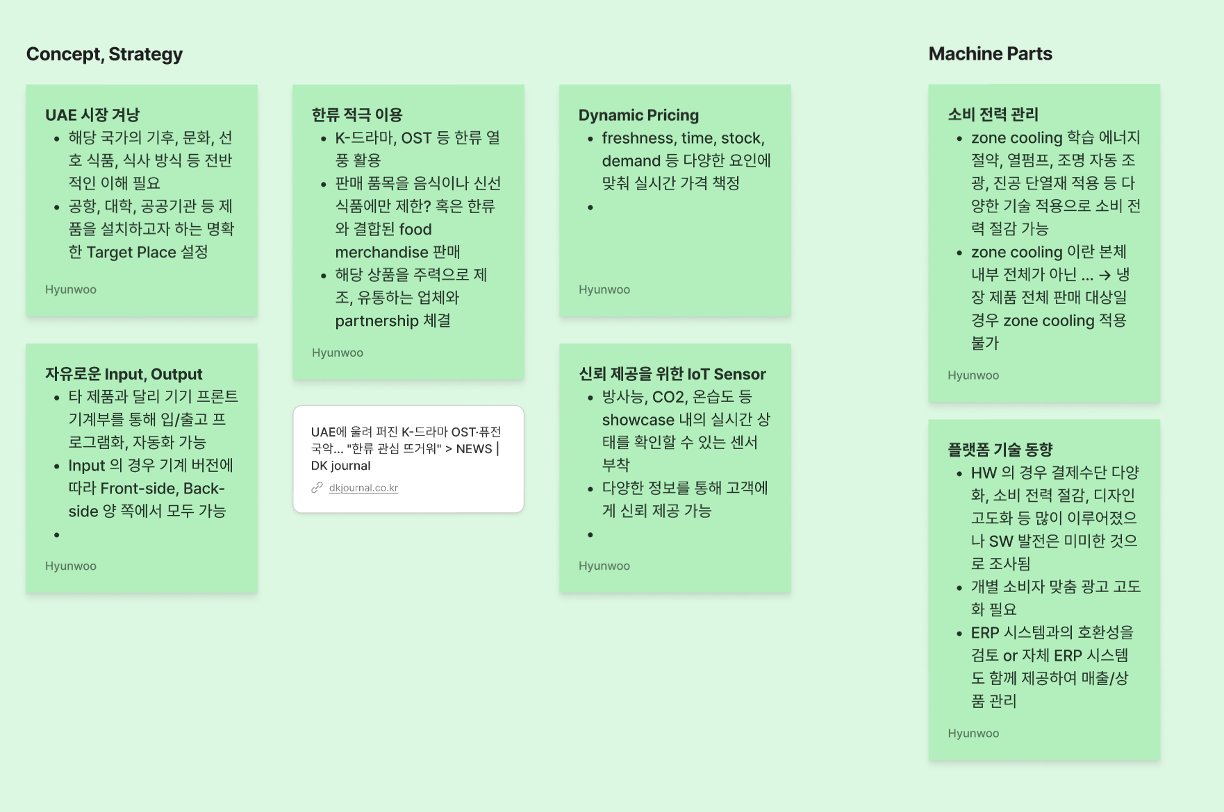 Concept, Strategy
UAE 시장 겨냥
• 해당 국가의 기후, 문화, 선
호 식품, 식사 방식 등 전반
적인 이해 필요
• 공항, 대학, 공공기관 등 제
품을 설치하고자 하는 명확
한 Target Place 설정
Hyunwoo
자유로운 Input, Output
• 타 제품과 달리 기기 프론트
기계부를 통해 입/출고 프
로그램화, 자동화 가능
• Input 의 경우 기계 버전에
따라 Front-side, Back-
side 양 쪽에서 모두 가능
•
Hyunwoo
한류 적극 이용
• K-드라마, OST 등 한류 열
풍 활용
• 판매 품목을 음식이나 신선
식품에만 제한? 혹은 한류
와 결합된 food
merchandise 판매
• 해당 상품을 주력으로 제
조, 유통하는 업체와
partnership 체결
Hyunwoo
UAE에 울려 퍼진 K-드라마 OST·퓨전
국악... "한류 관심 뜨거워" > NEWS |
DK journal
dkjournal.co.kr
Dynamic Pricing
• freshness, time, stock,
demand 등 다양한 요인에
맞춰 실시간 가격 책정
•
Hyunwoo
신뢰 제공을 위한 IoT Sensor
• 방사능, CO2, 온습도 등
showcase 내의 실시간 상
태를 확인할 수 있는 센서
부착
• 다양한 정보를 통해 고객에
게 신뢰 제공 가능
•
Hyunwoo
Machine Parts
소비 전력 관리
• zone cooling 학습 에너지
절약, 열펌프, 조명 자동 조
광, 진공 단열재 적용 등 다
양한 기술 적용으로 소비 전
력 절감 가능
• zone cooling 이란 본체
내부 전체가 아닌 ... → 냉
장 제품 전체 판매 대상일
경우 zone cooling 적용
불가
Hyunwoo
플랫폼 기술 동향
• HW 의 경우 결제수단 다양
화, 소비 전력 절감, 디자인
고도화 등 많이 이루어졌으
나 SW 발전은 미미한 것으
로 조사됨
• 개별 소비자 맞춤 광고 고도
화 필요
• ERP 시스템과의 호환성을
검토 or 자체 ERP 시스템
도 함께 제공하여 매출/상
품 관리
Hyunwoo